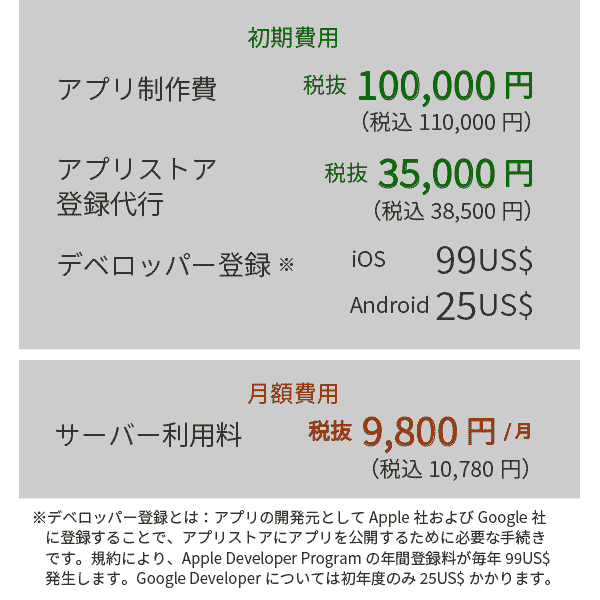 初期費用
アプリ制作費 税抜 100,000 円
（税込 110,000 円）
アプリストア
登録代行 税抜 35,000 円
（税込 38,500 円）
デベロッパー登録 ※ iOS 99US$
Android 25US$
月額費用
サーバー利用料 税抜 9,800 円 / 月
（税込 10,780 円）
※デベロッパー登録とは：アプリの開発元として Apple 社および Google 社
に登録することで、アプリストアにアプリを公開するために必要な手続き
です。規約により、Apple Developer Program の年間登録料が毎年 99US$
発生します。Google Developer については初年度のみ 25US$ かかります。